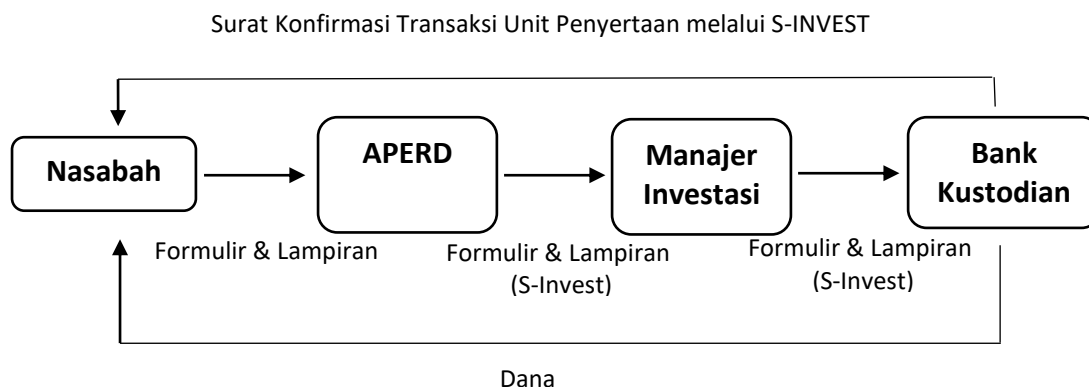 Surat Konfirmasi Transaksi Unit Penyertaan melalui S-INVEST
Nasabah
APERD
Manajer
Investasi
Bank
Kustodian
Formulir & Lampiran
Formulir & Lampiran
(S-Invest)
Formulir & Lampiran
(S-Invest)
Dana